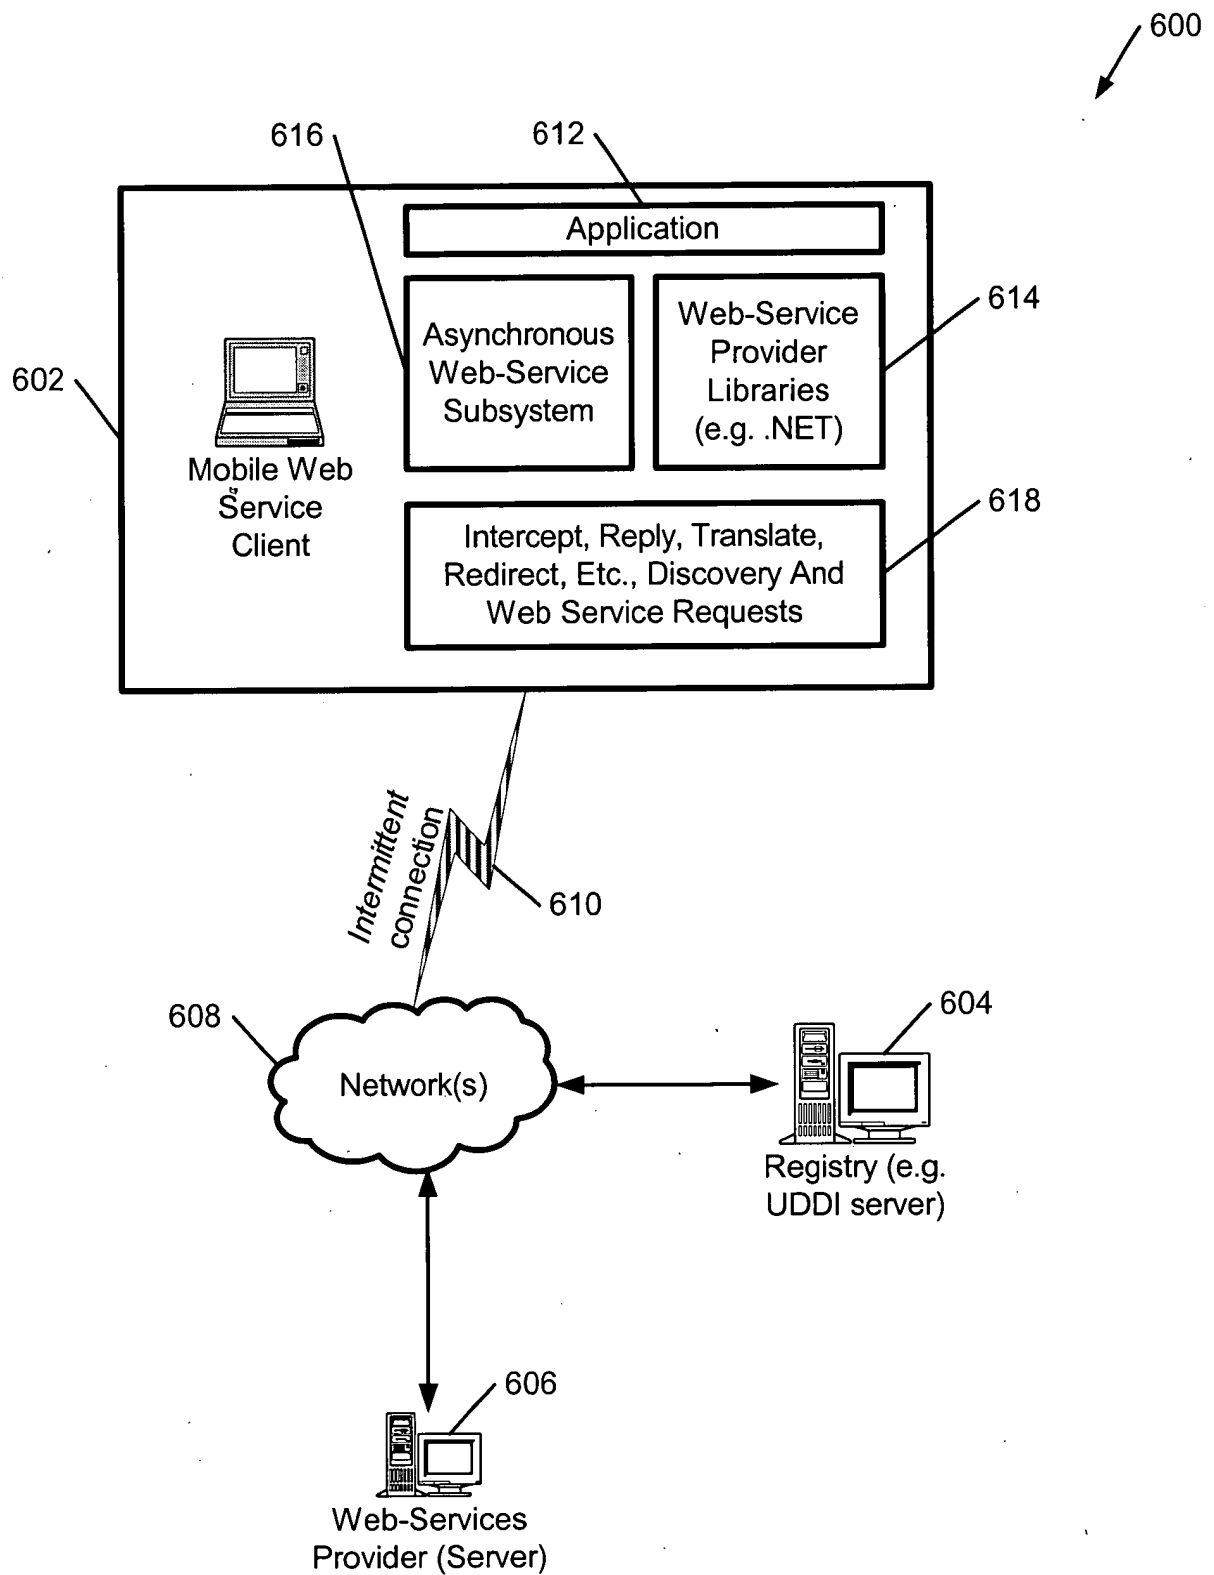 600
616
612
Application
Asynchronous
Web-Service
Subsystem
Web-Service
Provider
Libraries
(e.g. .NET)
614
602
Mobile Web
Service
Client
618
Intercept, Reply, Translate,
Redirect, Etc., Discovery And
Web Service Requests
Intermittent
connection
610
608
Network(s)
604
Registry (e.g.
UDDI server)
606
Web-Services
Provider (Server)